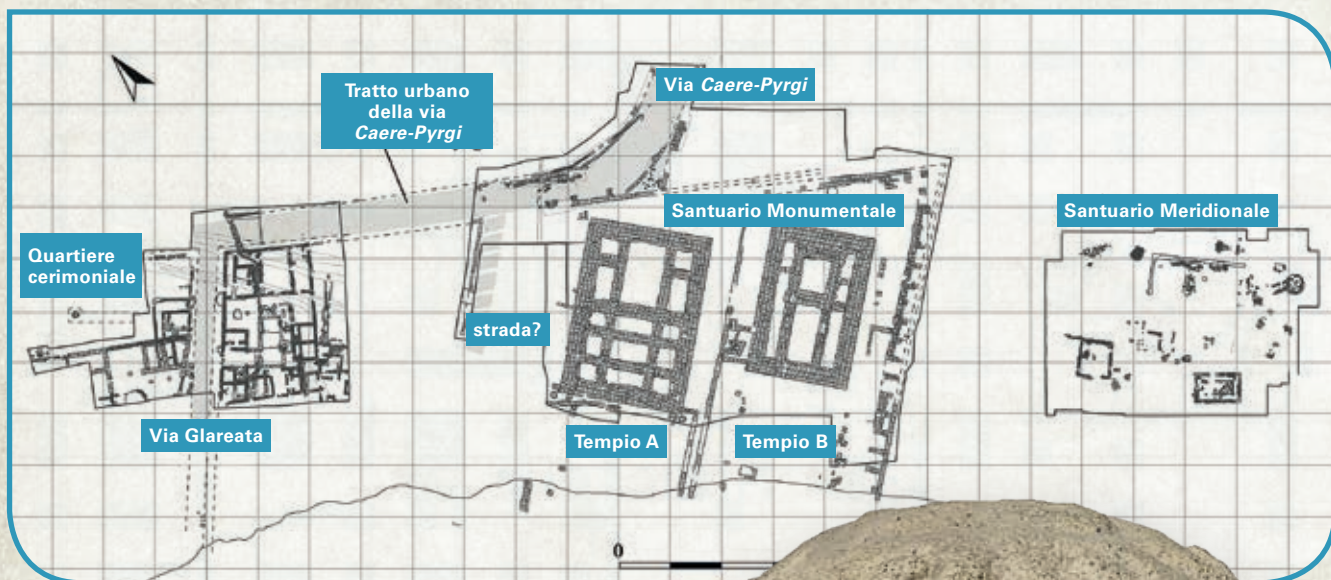 Tratto urbano
della via
Caere-Pyrgi
Via Caere-Pyrgi
Santuario Monumentale
Santuario Meridionale
Quartiere
cerimoniale
strada?
Via Glareata
Tempio A
Tempio B
0